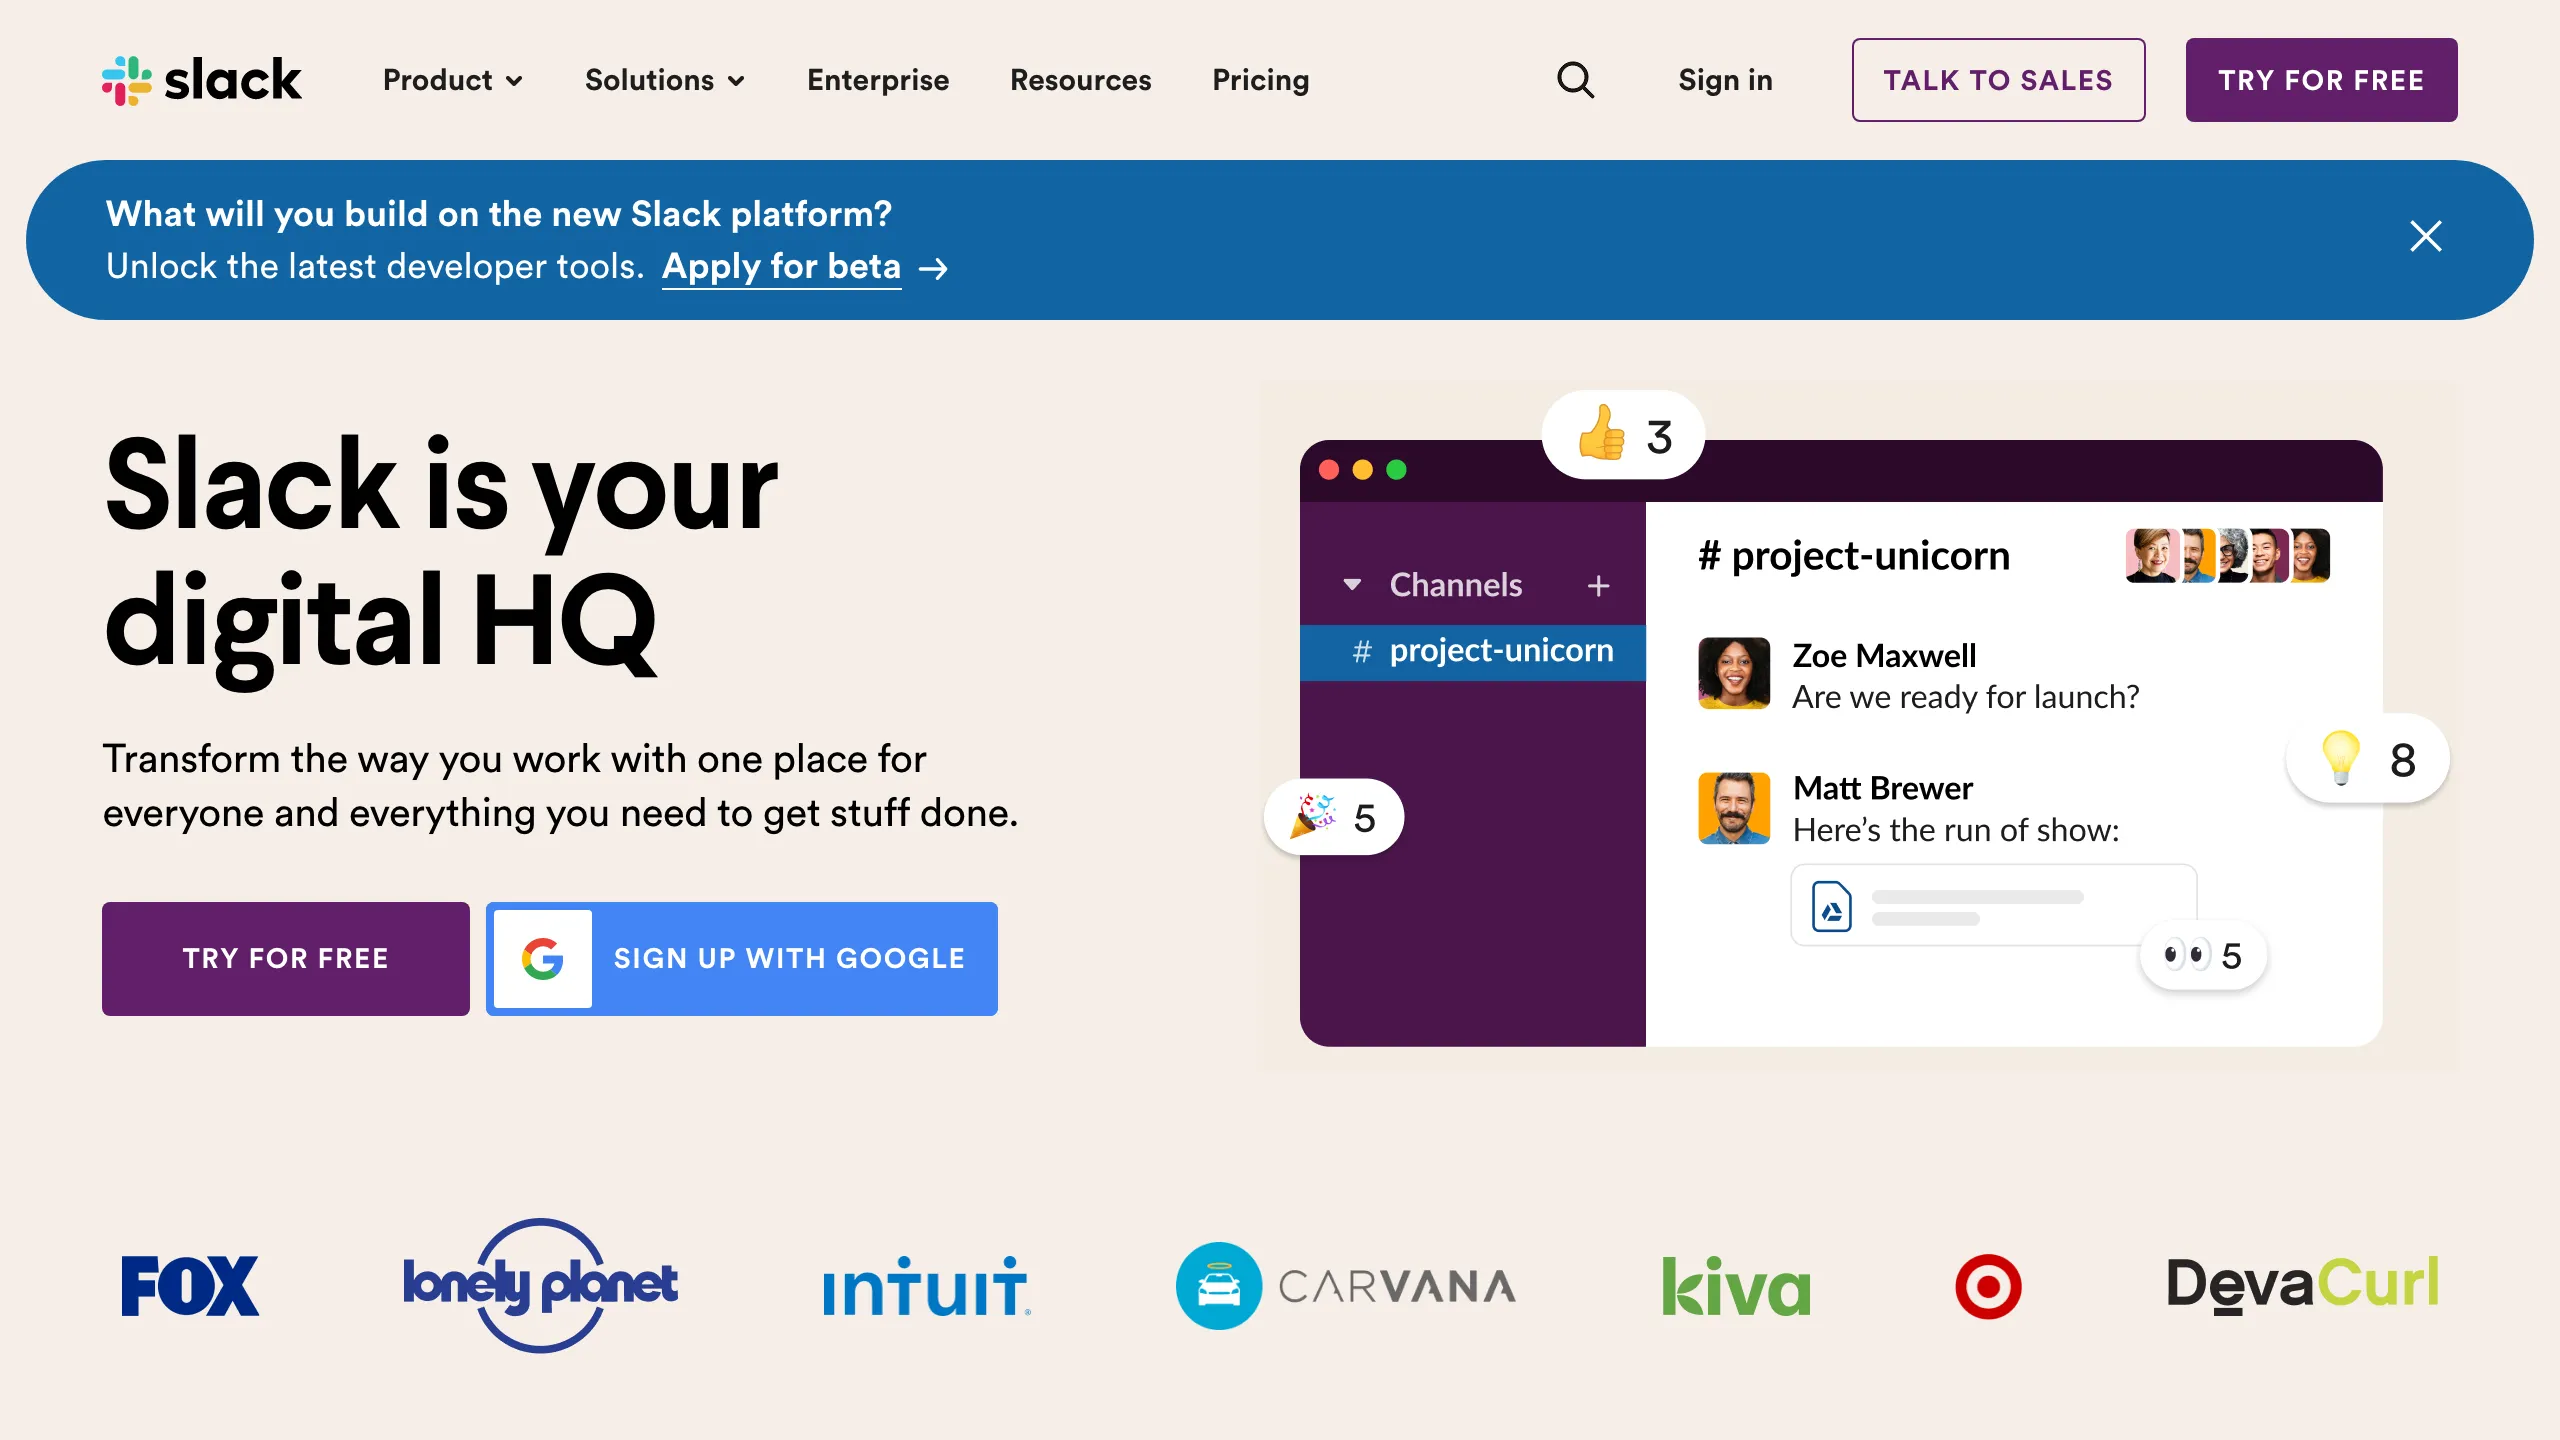 slack
Product
Solutions
Enterprise
Resources
Pricing
Sign in
TALK TO SALES
TRY FOR FREE
What will you build on the new Slack platform?
Unlock the latest developer tools. Apply for beta →
Slack is your
digital HQ
Transform the way you work with one place for
everyone and everything you need to get stuff done.
TRY FOR FREE
G SIGN UP WITH GOOGLE
3
Channels +
# project-unicorn
# project-unicorn
Zoe Maxwell
Are we ready for launch?
8
Matt Brewer
Here’s the run of show:
5
5
FOX
lonely planet
intuit®
CARVANA
kiva
DevaCurl